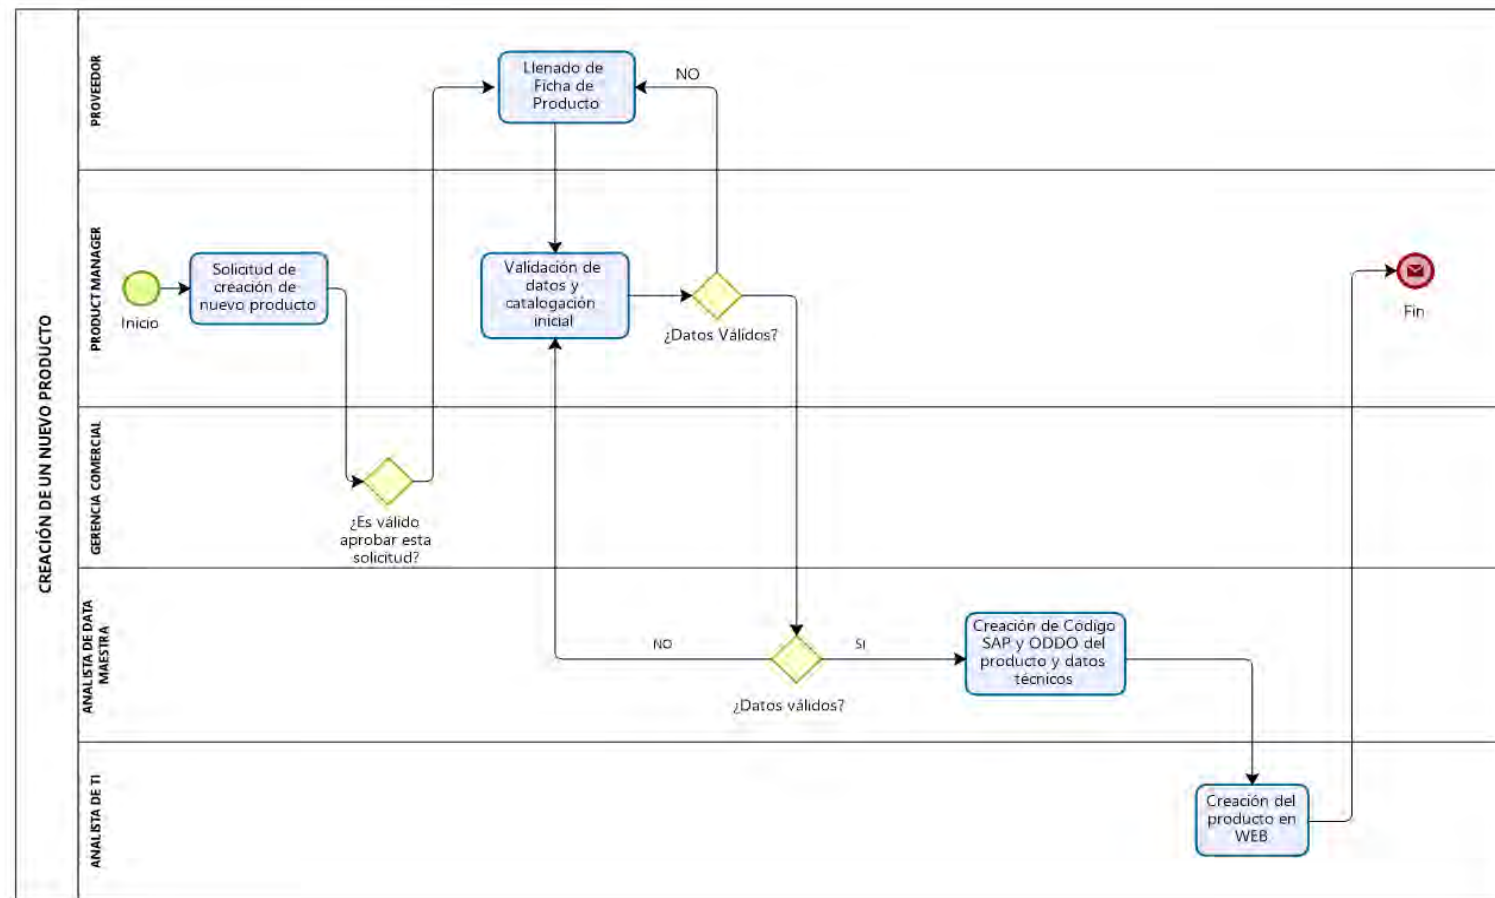 CREACIÓN DE UN NUEVO PRODUCTO
PROVEEDOR
Llenado de
Ficha de
Producto
NO
PRODUCT MANAGER
Inicio
Solicitud de
creación de
nuevo producto
Validación de
datos y
catalogación
inicial
¿Datos Válidos?
Fin
GERENCIA COMERCIAL
¿Es válido
aprobar esta
solicitud?
ANALISTA DE DATA
MAESTRA
NO
¿Datos válidos?
SI
Creación de Código
SAP y ODDO del
producto y datos
técnicos
ANALISTA DE TI
Creación del
producto en
WEB